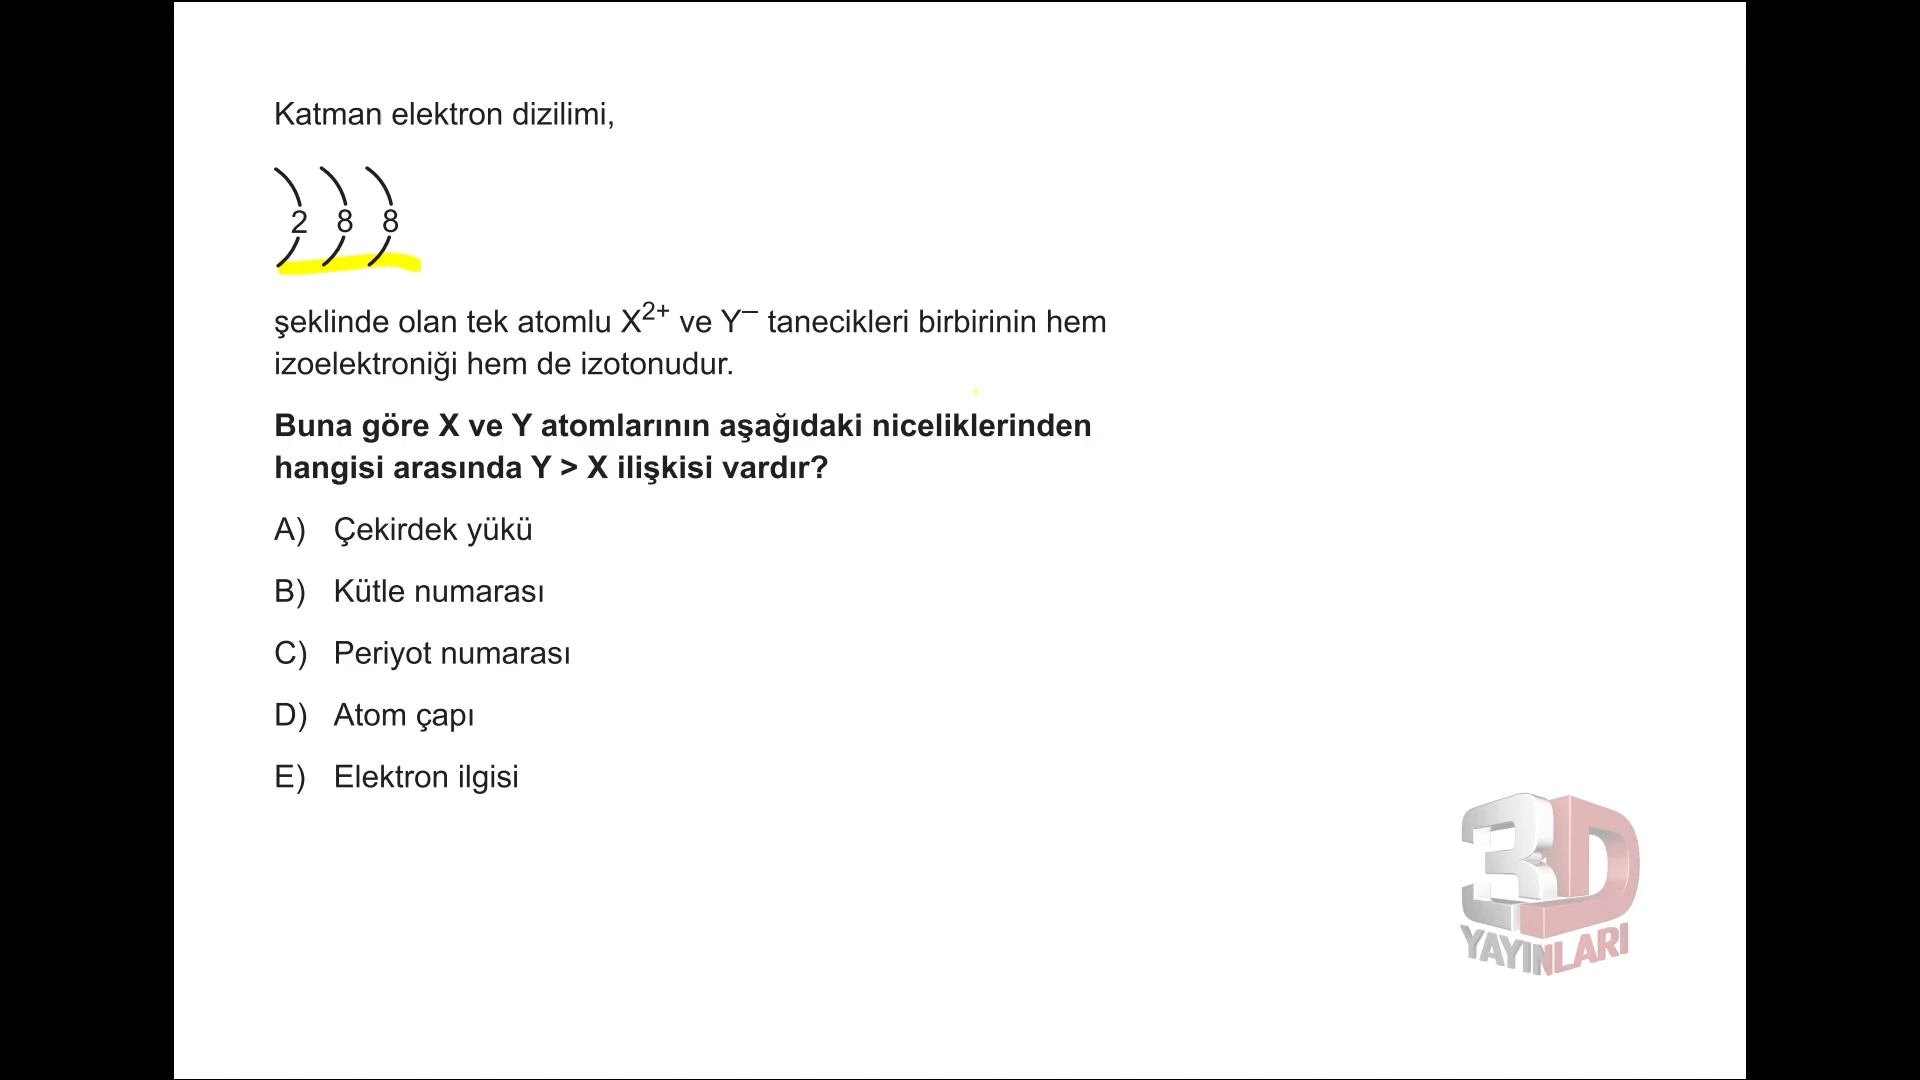 Katman elektron dizilimi,
2 8 8
şeklinde olan tek atomlu X²⁺ ve Y⁻ tanecikleri birbirinin hem
izoelektroniği hem de izotonudur.
Buna göre X ve Y atomlarının aşağıdaki niceliklerinden
hangisi arasında Y > X ilişkisi vardır?
A) Çekirdek yükü
B) Kütle numarası
C) Periyot numarası
D) Atom çapı
E) Elektron ilgisi
3D
YAYINLARI